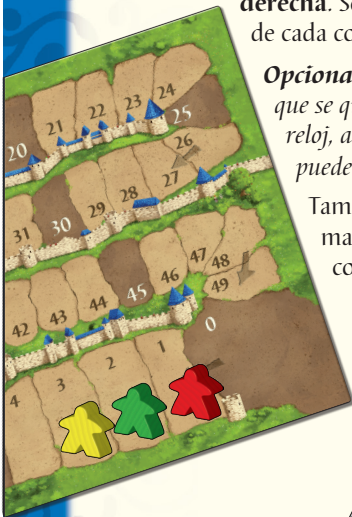 derecha. Se
de cada co
Opciona
que se q
reloj, a
puede
Tam
ma
co
24
23
22
21
20
25
26
27
28
29
30
31
49
48
47
46
45
44
43
42
0
1
2
3
4